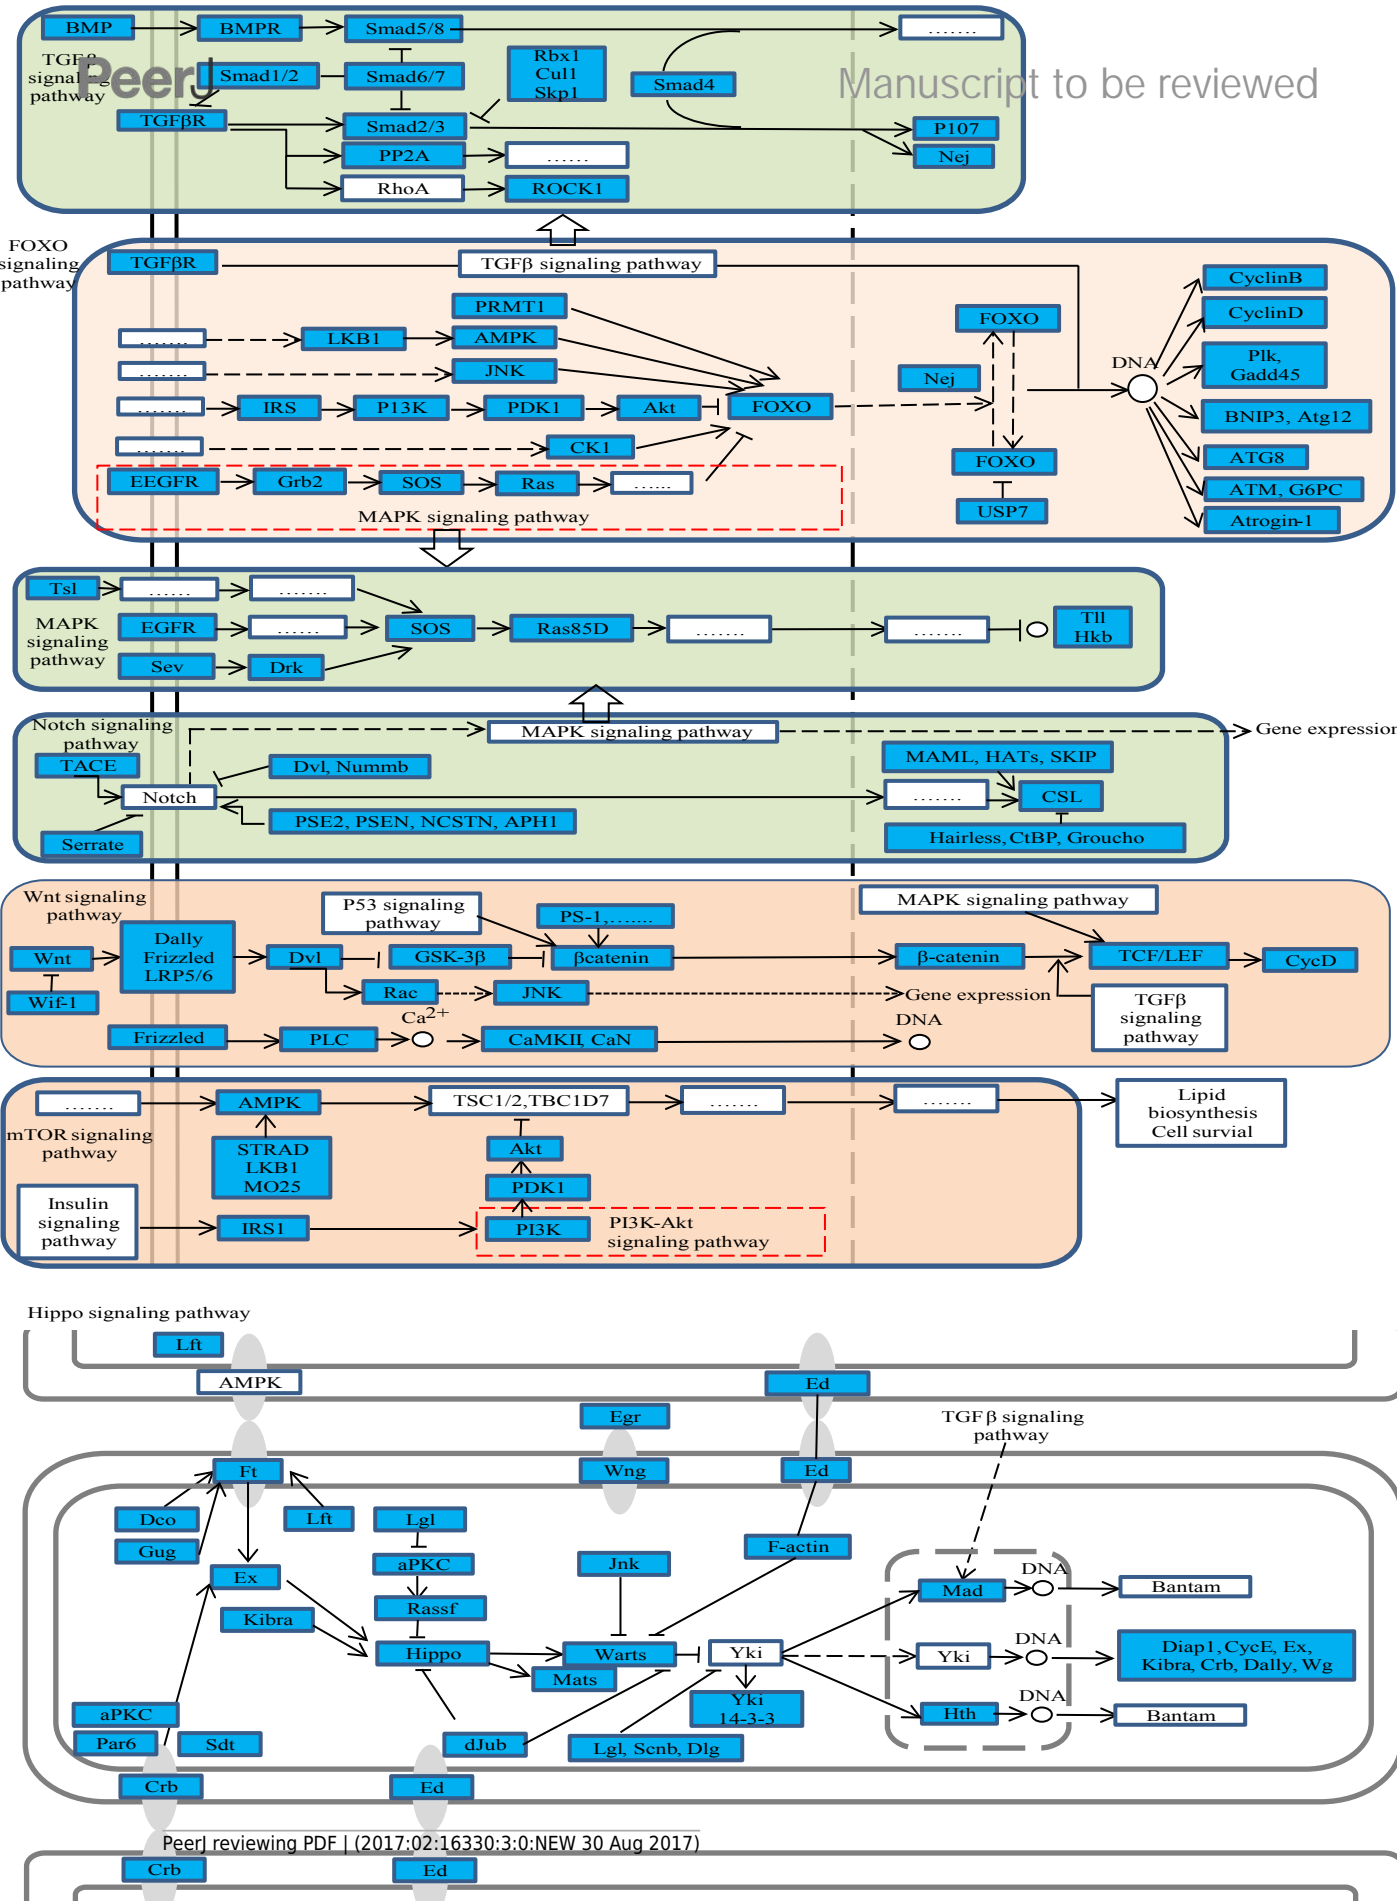 BMP
BMPR
Smad5/8
.......
TGFβ
signaling
pathway
PeerJ
Manuscript to be reviewed
Smad1/2
Smad6/7
Rbx1
Cul1
Skp1
Smad4
TGFβR
Smad2/3
P107
PP2A
......
Nej
RhoA
ROCK1
FOXO
signaling
pathway
TGFβR
TGFβ signaling pathway
CyclinB
PRMT1
FOXO
CyclinD
.......
LKB1
AMPK
DNA
Plk,
Gadd45
.......
JNK
Nej
.......
IRS
P13K
PDK1
Akt
FOXO
BNIP3, Atg12
.......
CK1
FOXO
ATG8
EEGFR
Grb2
SOS
Ras
......
ATM, G6PC
MAPK signaling pathway
USP7
Atrogin-1
Tsl
......
.......
MAPK
signaling
pathway
EGFR
......
SOS
Ras85D
.......
.......
Tll
Hkb
Sev
Drk
Notch signaling
pathway
MAPK signaling pathway
Gene expression
TACE
Dvl, Nummb
MAML, HATs, SKIP
Notch
.......
CSL
PSE2, PSEN, NCSTN, APH1
Serrate
Hairless, CtBP, Groucho
Wnt signaling
pathway
P53 signaling
pathway
PS-1,.......
MAPK signaling pathway
Wnt
Dally
Frizzled
LRP5/6
Dvl
GSK-3β
βcatenin
β-catenin
TCF/LEF
CycD
Wif-1
Rac
JNK
Gene expression
TGFβ
signaling
pathway
Frizzled
PLC
Ca2+
CaMKII, CaN
DNA
.......
AMPK
TSC1/2,TBC1D7
.......
.......
Lipid
biosynthesis
Cell survial
mTOR signaling
pathway
STRAD
LKB1
MO25
Akt
PDK1
Insulin
signaling
pathway
IRS1
PI3K
PI3K-Akt
signaling pathway
Hippo signaling pathway
Lft
AMPK
Ed
Egr
TGFβ signaling
pathway
Ft
Wng
Ed
Dco
Lft
Lgl
Gug
aPKC
Jnk
F-actin
Ex
Rassf
Mad
DNA
Bantam
Kibra
Hippo
Warts
Mats
Yki
Yki
DNA
Diap1, CycE, Ex,
Kibra, Crb, Dally, Wg
Yki
14-3-3
Hth
DNA
Bantam
aPKC
Par6
Sdt
dJub
Lgl, Scnb, Dlg
Crb
Ed
PeerJ reviewing PDF | (2017:02:16330:3:0:NEW 30 Aug 2017)
Crb
Ed